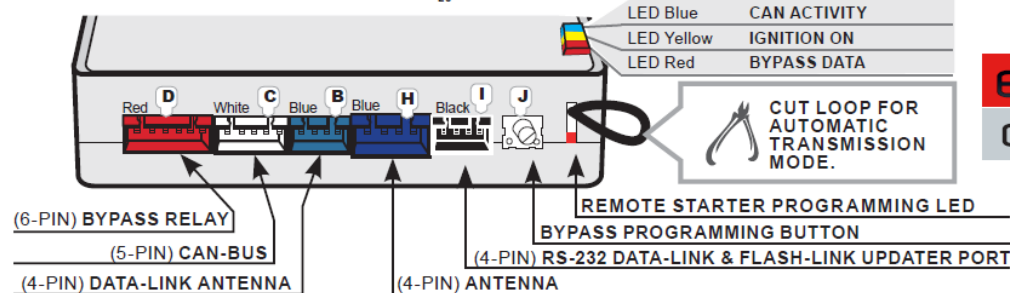 LED Blue CAN ACTIVITY
LED Yellow IGNITION ON
LED Red BYPASS DATA
Red D White C Blue B Blue H Black I J
CUT LOOP FOR
AUTOMATIC
TRANSMISSION
MODE.
(6-PIN) BYPASS RELAY
REMOTE STARTER PROGRAMMING LED
BYPASS PROGRAMMING BUTTON
(5-PIN) CAN-BUS
(4-PIN) RS-232 DATA-LINK & FLASH-LINK UPDATER PORT
(4-PIN) DATA-LINK ANTENNA
(4-PIN) ANTENNA